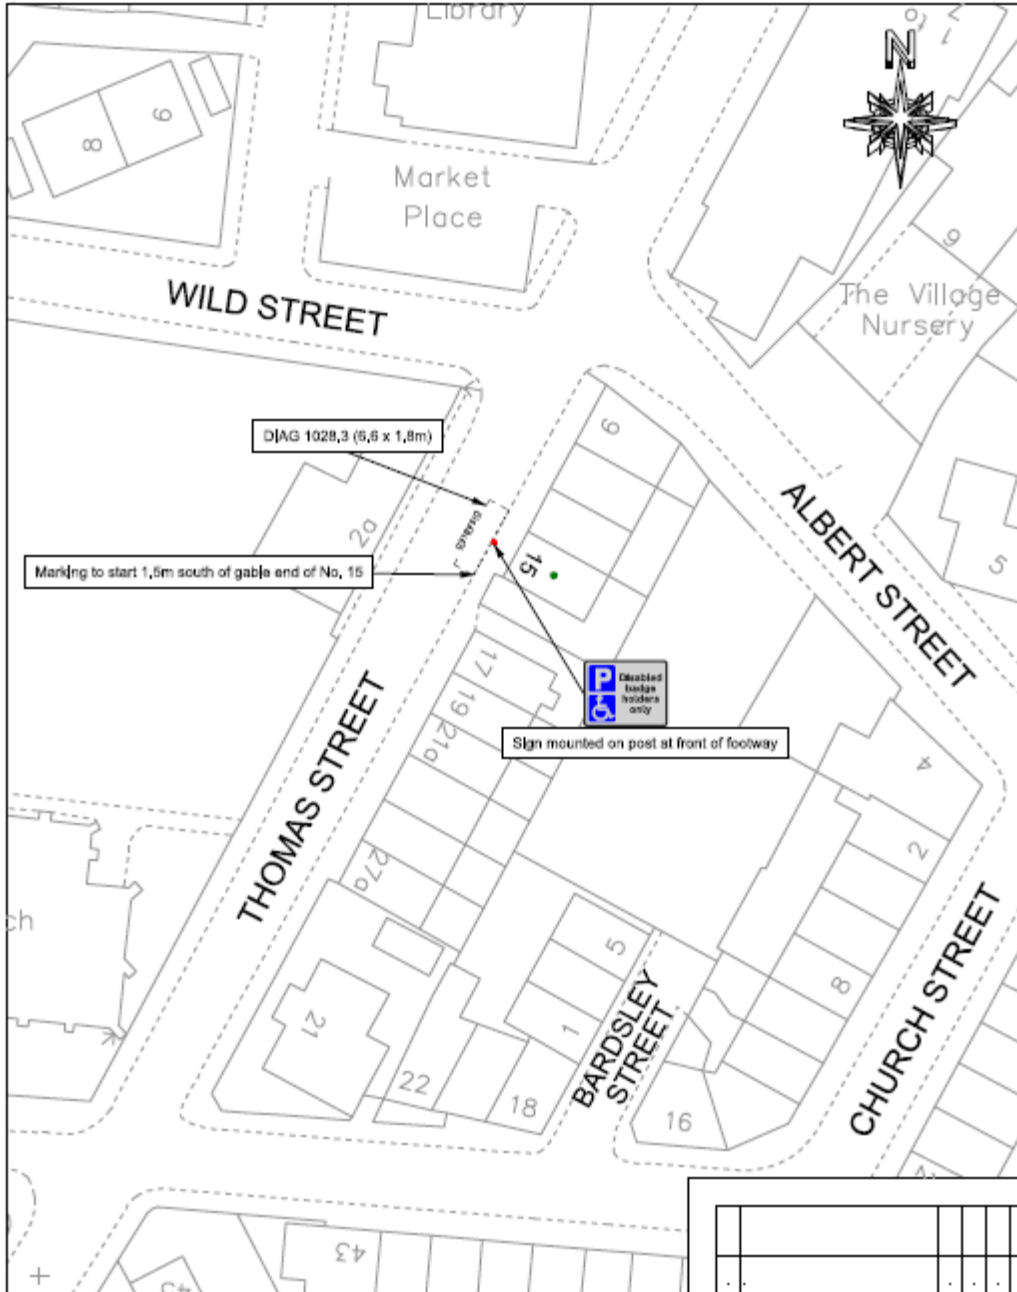 Library
N
8
9
Market
Place
9
WILD STREET
The Village
Nursery
DIAG 1028.3 (6.6 x 1.8m)
9
2a
DISABLED
ALBERT STREET
5
15
Marking to start 1.5m south of gable end of No. 15
17
P
Disabled
badge
holders
only
19
21a
Sign mounted on post at front of footway
THOMAS STREET
4
2
27a
ch
5
8
BARDSLEY
STREET
CHURCH STREET
21
1
22
18
16
43